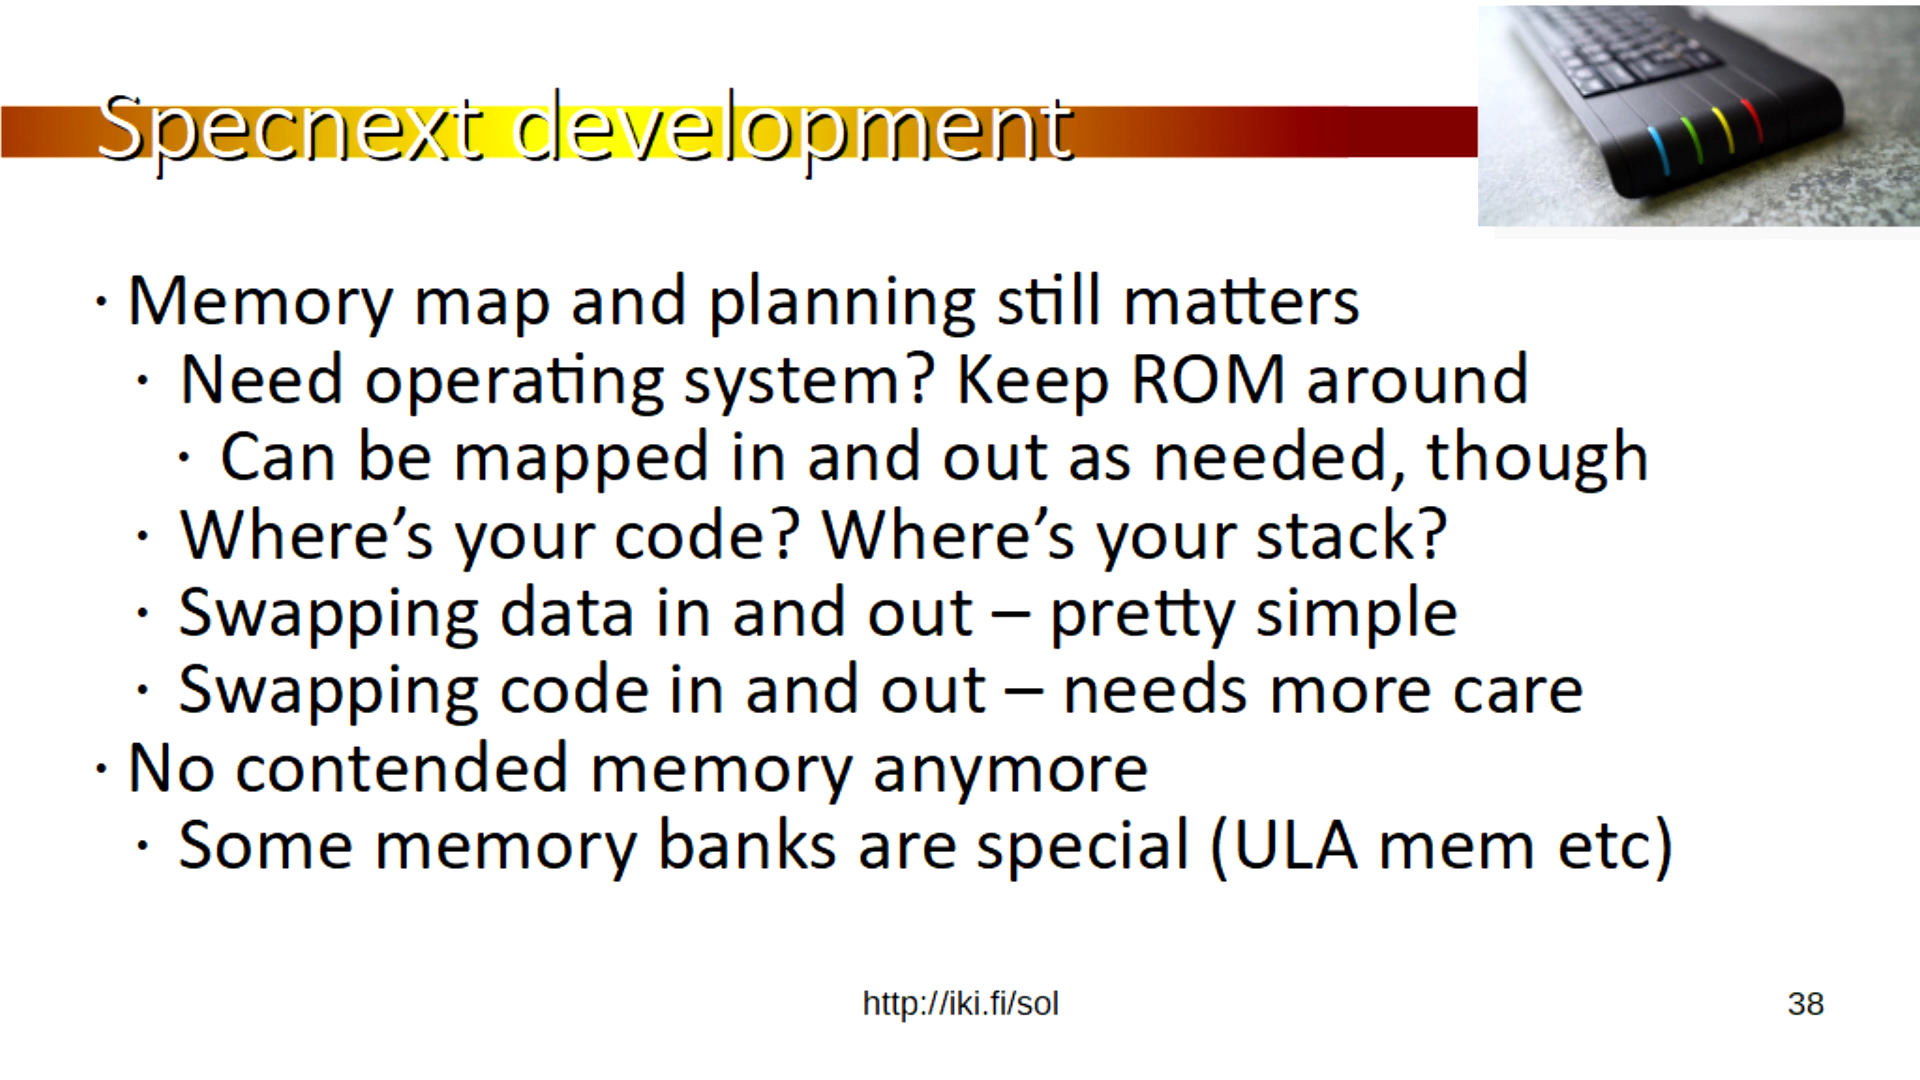 Specnext development
· Memory map and planning still matters
· Need operating system? Keep ROM around
· Can be mapped in and out as needed, though
· Where’s your code? Where’s your stack?
· Swapping data in and out – pretty simple
· Swapping code in and out – needs more care
· No contended memory anymore
· Some memory banks are special (ULA mem etc)
http://iki.fi/sol
38